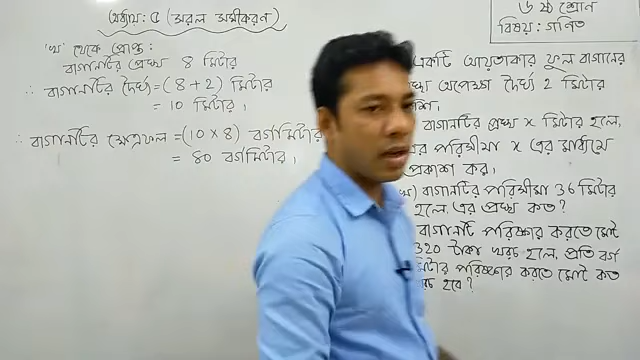 অধ্যায়: ৫ (সরল সমীকরণ)
৬ষ্ঠ শ্রেণি
বিষয়: গণিত
'খ' থেকে প্রাপ্ত:
বাগানটির প্রস্থ 8 মিটার
∴ বাগানটির দৈর্ঘ্য = (8+2) মিটার
= 10 মিটার।
∴ বাগানটির ক্ষেত্রফল = (10 × 8) বর্গমিটার
= 80 বর্গমিটার।
একটি আয়তাকার ফুল বাগানের
অপেক্ষা দৈর্ঘ্য 2 মিটার
বাগানটির প্রস্থ x মিটার হলে,
এর পরিসীমা x এর মাধ্যমে
প্রকাশ কর।
খ) বাগানটির পরিসীমা 36 মিটার
হলে, এর প্রস্থ কত?
বাগানটি পরিষ্কার করতে মোট
320 টাকা খরচ হলে, প্রতি বর্গ
মিটার পরিষ্কার করতে মোট কত
হবে?